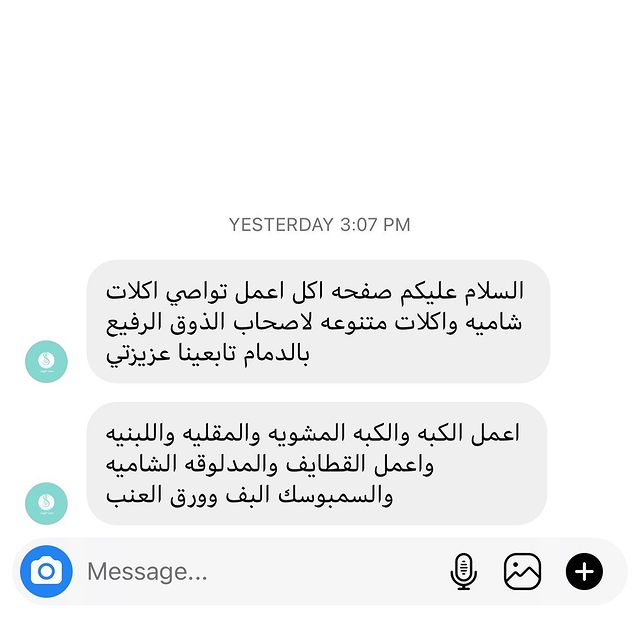 YESTERDAY 3:07 PM
السلام عليكم صفحه اكل اعمل تواصي اكلات
شاميه واكلات متنوعه لاصحاب الذوق الرفيع
بالدمام تابعينا عزيزتي
اعمل الكبه والكبه المشويه والمقليه واللبنيه
واعمل القطايف والمدلوقه الشاميه
والسمبوسك البف وورق العنب
Message...